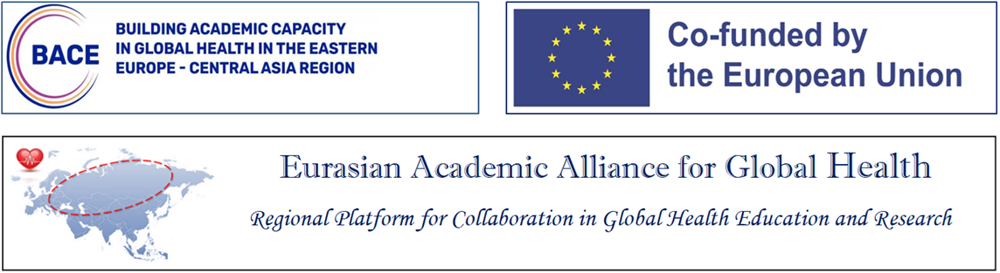 BACE
BUILDING ACADEMIC CAPACITY
IN GLOBAL HEALTH IN THE EASTERN
EUROPE - CENTRAL ASIA REGION
Co-funded by
the European Union
Eurasian Academic Alliance for Global Health
Regional Platform for Collaboration in Global Health Education and Research